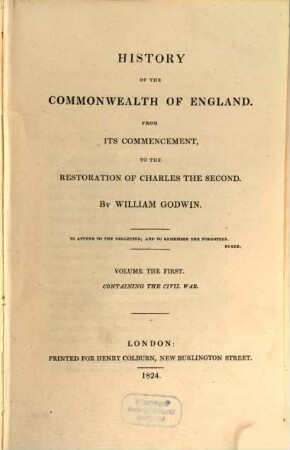 HISTORY
OF THE
COMMONWEALTH OF ENGLAND.
FROM
ITS COMMENCEMENT,
TO THE
RESTORATION OF CHARLES THE SECOND.
BY WILLIAM GODWIN.
TO ATTEND TO THE NEGLECTED, AND TO REMEMBER THE FORGOTTEN.
BURKE.
VOLUME THE FIRST.
CONTAINING THE CIVIL WAR.
LONDON:
PRINTED FOR HENRY COLBURN, NEW BURLINGTON STREET.
1824.